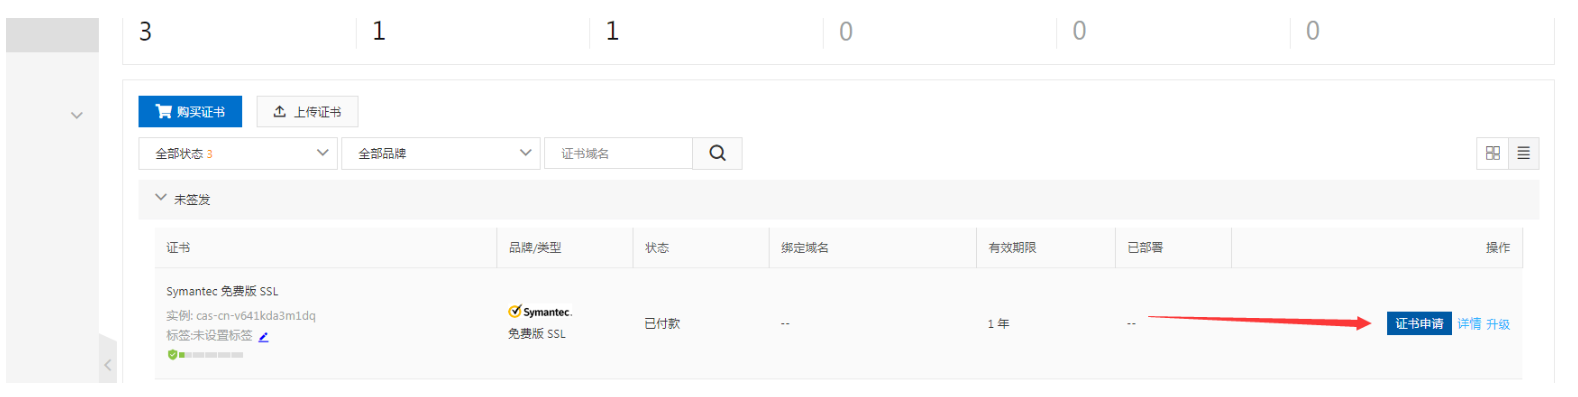 3 1 1 0 0 0
购买证书 上传证书
全部状态 3 全部品牌 证书域名
未签发
证书 品牌/类型 状态 绑定域名 有效期限 已部署 操作
Symantec 免费版 SSL
实例: cas-cn-v641kda3m1dq
标签:未设置标签
Symantec.
免费版 SSL
已付款 -- 1 年 -- 证书申请 详情 升级